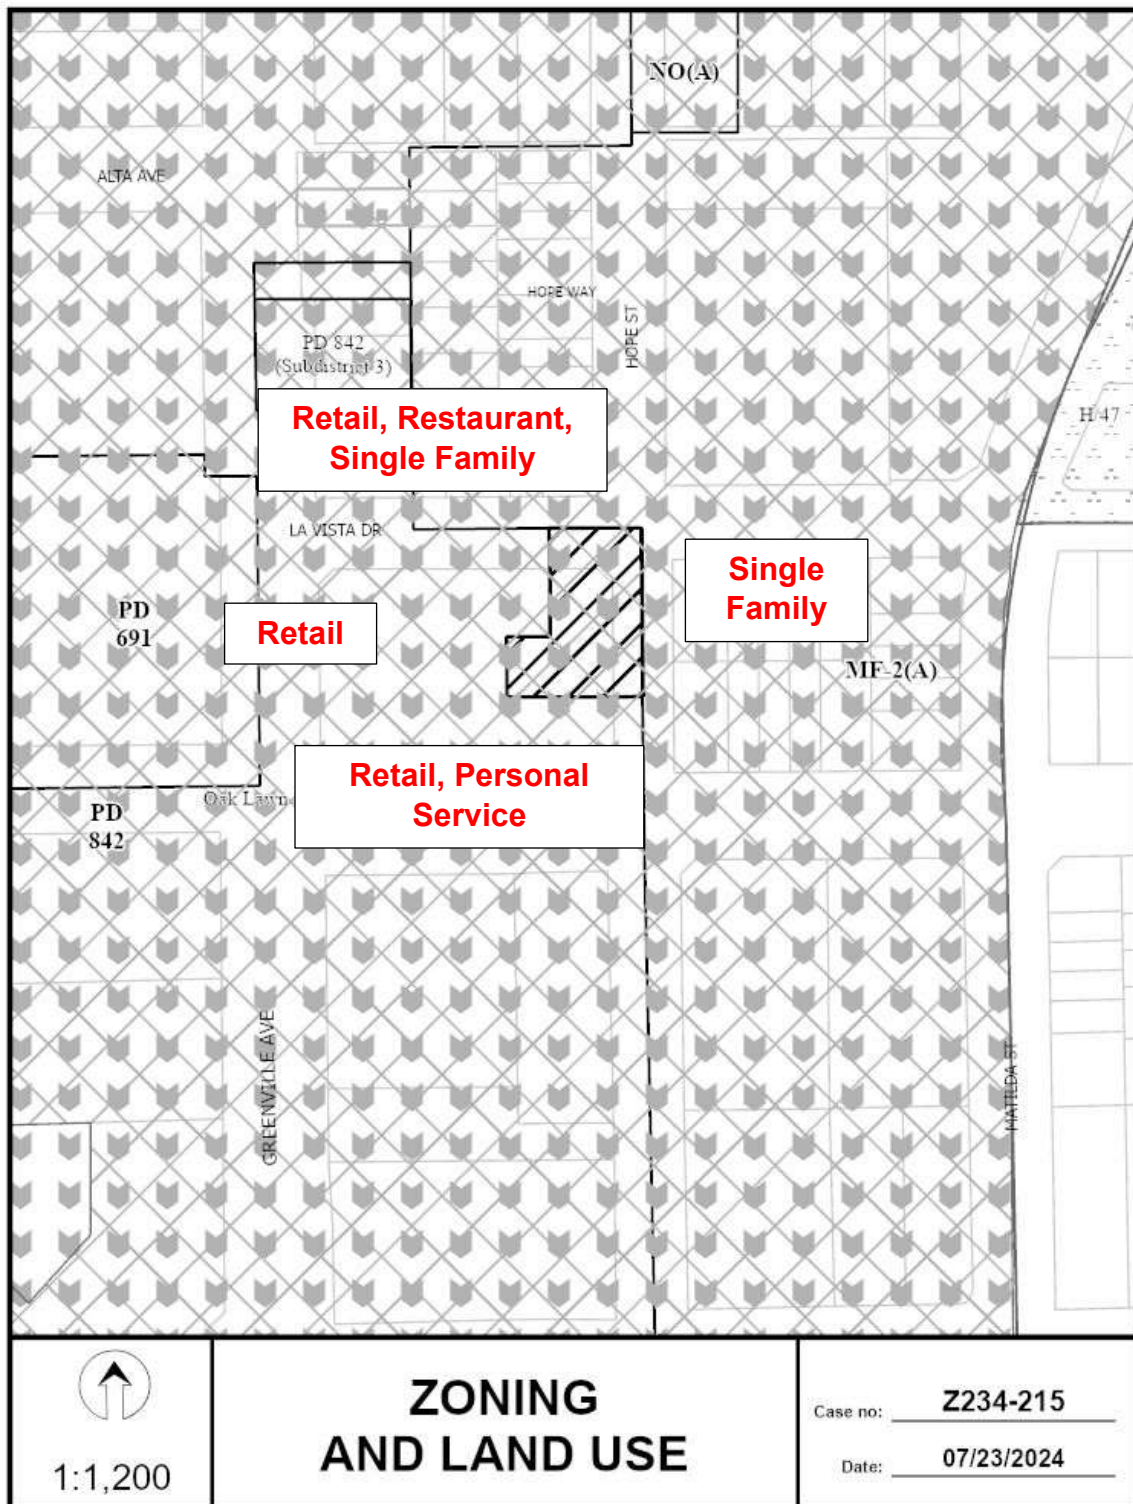 NO(A)
ALTA AVE
HOPE WAY
HOPE ST
PD 842
(Subdistrict 3)
H/47
Retail, Restaurant,
Single Family
LA VISTA DR
Single
Family
PD
691
Retail
MF-2(A)
Retail, Personal
Service
Oak Lawn
PD
842
GREENVILLE AVE
MATILDA ST
1:1,200
ZONING
AND LAND USE
Case no: Z234-215
Date: 07/23/2024